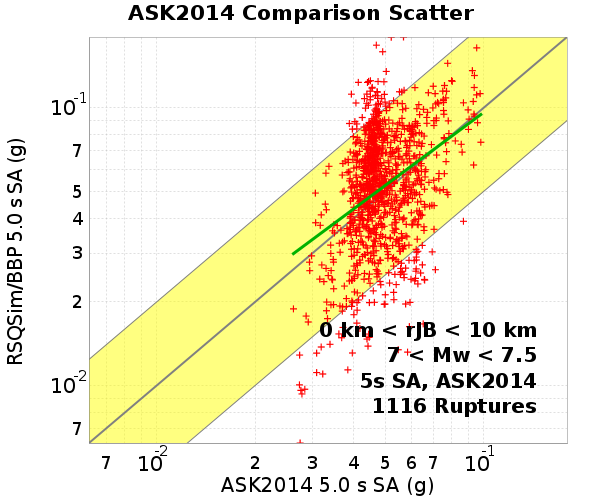 ASK2014 Comparison Scatter
RSQSim/BBP 5.0 s SA (g)
10-1
7
5
4
3
2
10-2
7
0 km < rJB < 10 km
7 < Mw < 7.5
5s SA, ASK2014
1116 Ruptures
7 10-2 2 3 4 5 6 7 10-1
ASK2014 5.0 s SA (g)